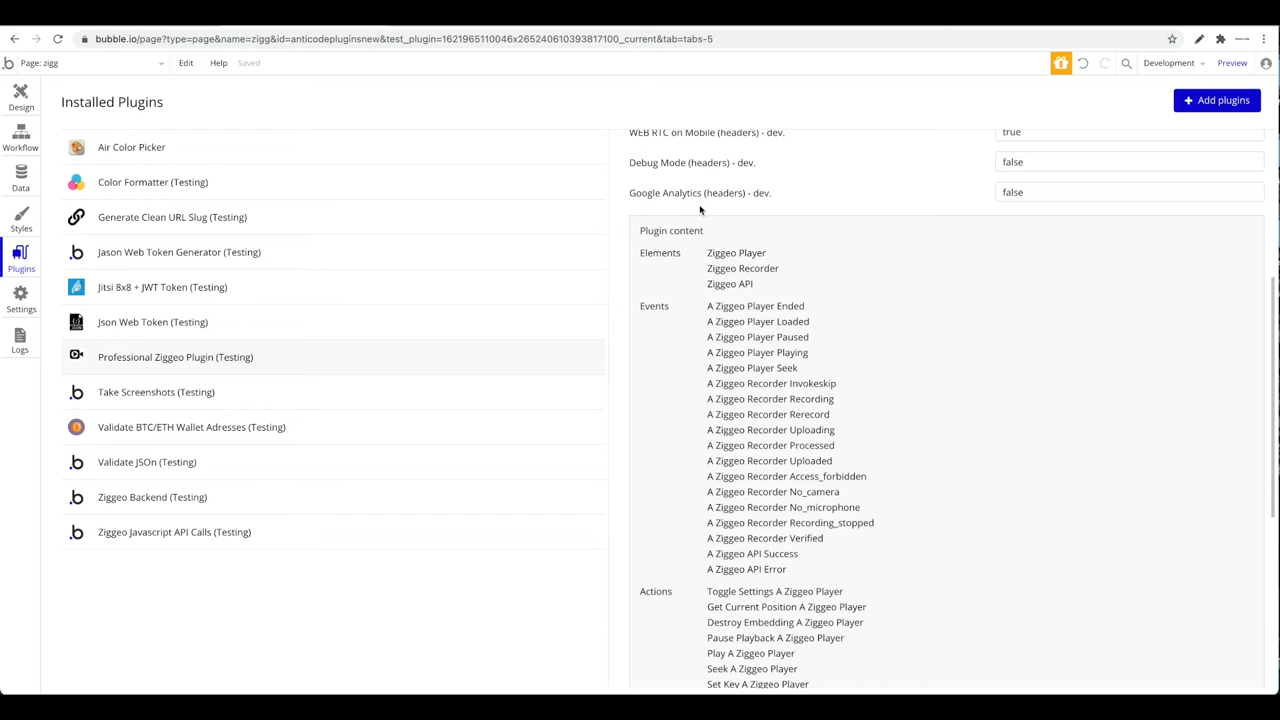 bubble.io/page?type=page&name=zigg&id=anticodepluginsnew&test_plugin=1621965110046x265240610393817100_current&tab=tabs-5
Page: zigg
Edit
Help
Saved
Development
Preview
Design
Workflow
Data
Styles
Plugins
Settings
Logs
Installed Plugins
+ Add plugins
Air Color Picker
Color Formatter (Testing)
Generate Clean URL Slug (Testing)
Jason Web Token Generator (Testing)
Jitsi 8x8 + JWT Token (Testing)
Json Web Token (Testing)
Professional Ziggeo Plugin (Testing)
Take Screenshots (Testing)
Validate BTC/ETH Wallet Adresses (Testing)
Validate JSOn (Testing)
Ziggeo Backend (Testing)
Ziggeo Javascript API Calls (Testing)
WEB RTC on Mobile (headers) - dev. true
Debug Mode (headers) - dev. false
Google Analytics (headers) - dev. false
Plugin content
Elements Ziggeo Player
Ziggeo Recorder
Ziggeo API
Events A Ziggeo Player Ended
A Ziggeo Player Loaded
A Ziggeo Player Paused
A Ziggeo Player Playing
A Ziggeo Player Seek
A Ziggeo Recorder Invokeskip
A Ziggeo Recorder Recording
A Ziggeo Recorder Rerecord
A Ziggeo Recorder Uploading
A Ziggeo Recorder Processed
A Ziggeo Recorder Uploaded
A Ziggeo Recorder Access_forbidden
A Ziggeo Recorder No_camera
A Ziggeo Recorder No_microphone
A Ziggeo Recorder Recording_stopped
A Ziggeo Recorder Verified
A Ziggeo API Success
A Ziggeo API Error
Actions Toggle Settings A Ziggeo Player
Get Current Position A Ziggeo Player
Destroy Embedding A Ziggeo Player
Pause Playback A Ziggeo Player
Play A Ziggeo Player
Seek A Ziggeo Player
Set Key A Ziggeo Player